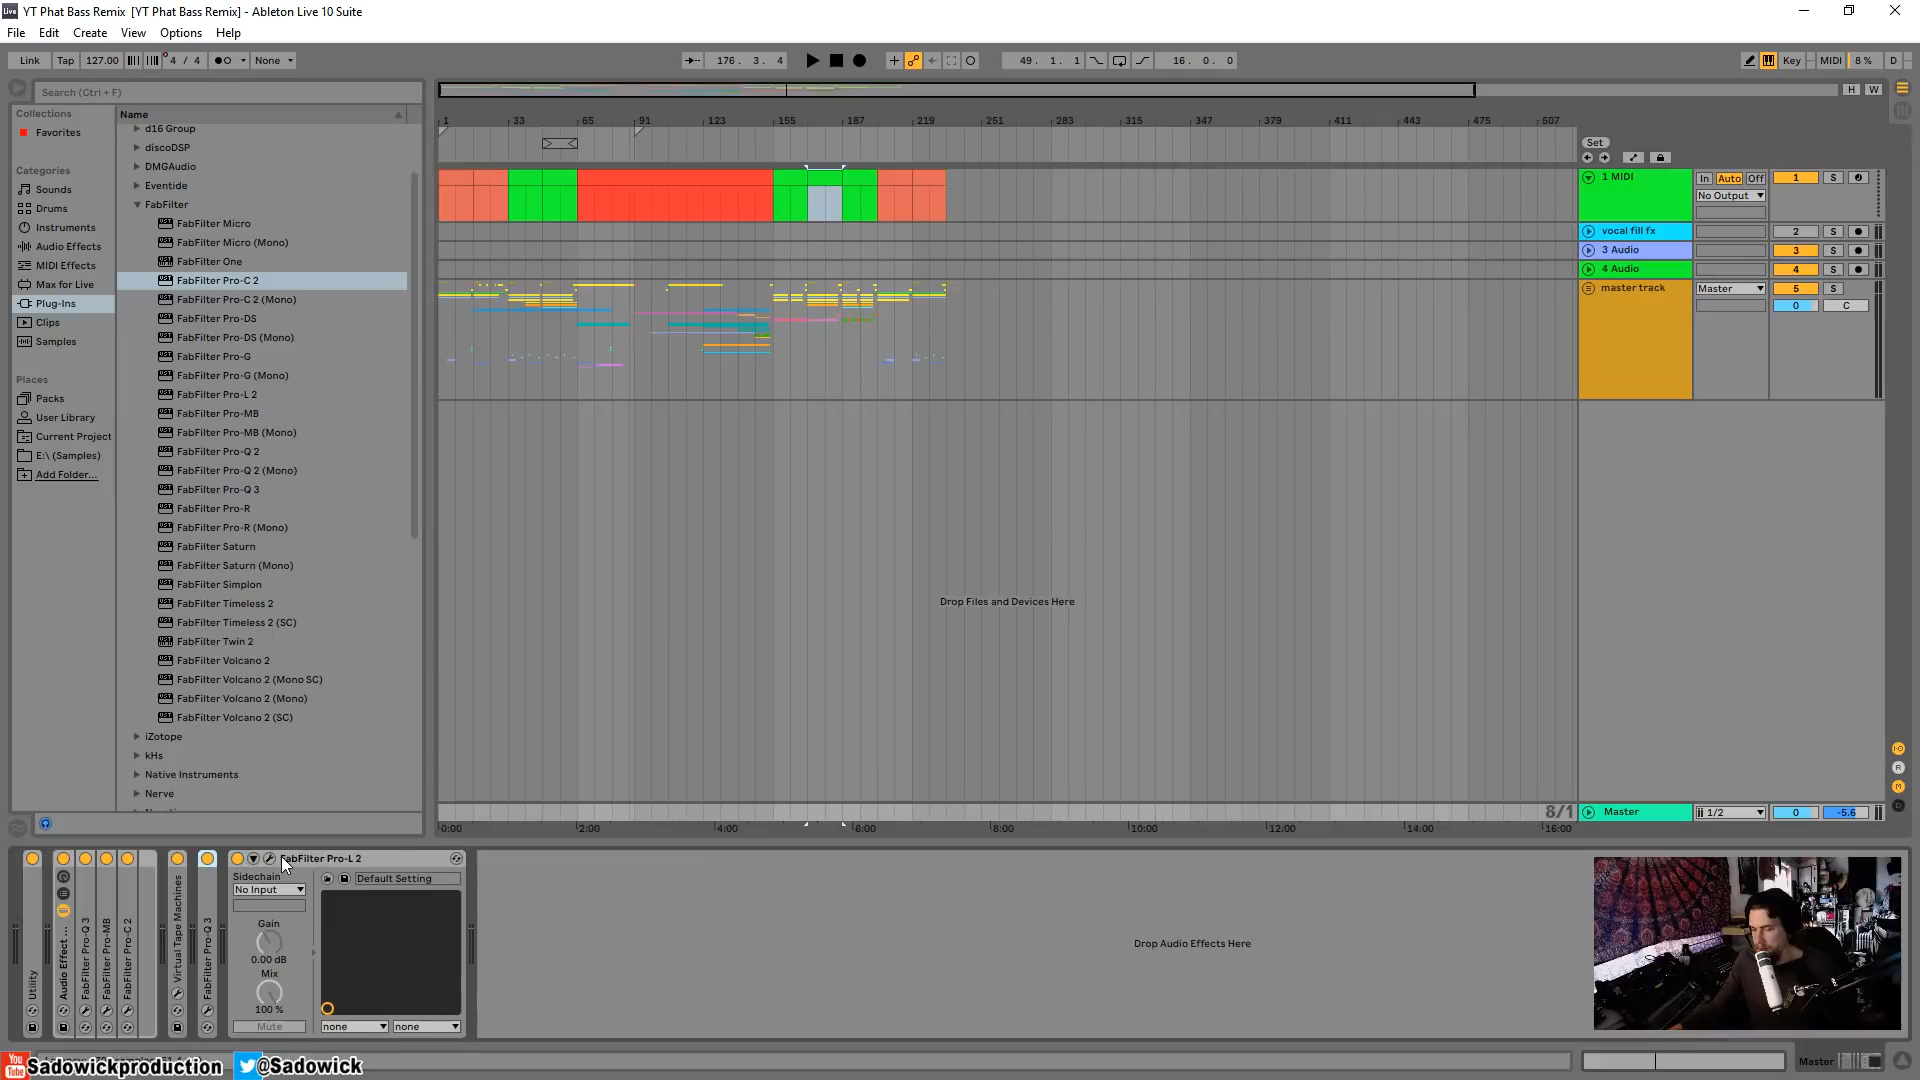 YT Phat Bass Remix  [YT Phat Bass Remix] - Ableton Live 10 Suite
File Edit Create View Options Help
Link Tap 127.00 4 / 4 None 176. 3. 4 49. 1. 1 16. 0. 0 Key MIDI 8 % D
Search (Ctrl + F)
H W
Collections
Favorites
Categories
Sounds
Drums
Instruments
Audio Effects
MIDI Effects
Max for Live
Plug-Ins
Clips
Samples
Places
Packs
User Library
Current Project
E:\ (Samples)
Add Folder...
Name
d16 Group
discoDSP
DMGAudio
Eventide
FabFilter
FabFilter Micro
FabFilter Micro (Mono)
FabFilter One
FabFilter Pro-C 2
FabFilter Pro-C 2 (Mono)
FabFilter Pro-DS
FabFilter Pro-DS (Mono)
FabFilter Pro-G
FabFilter Pro-G (Mono)
FabFilter Pro-L 2
FabFilter Pro-MB
FabFilter Pro-MB (Mono)
FabFilter Pro-Q 2
FabFilter Pro-Q 2 (Mono)
FabFilter Pro-Q 3
FabFilter Pro-R
FabFilter Pro-R (Mono)
FabFilter Saturn
FabFilter Saturn (Mono)
FabFilter Simplon
FabFilter Timeless 2
FabFilter Timeless 2 (SC)
FabFilter Twin 2
FabFilter Volcano 2
FabFilter Volcano 2 (Mono SC)
FabFilter Volcano 2 (Mono)
FabFilter Volcano 2 (SC)
iZotope
kHs
Native Instruments
Nerve
1 33 65 91 123 155 187 219 251 283 315 347 379 411 443 475 507
Set
1 MIDI In Auto Off 1 S
No Output
vocal fill fx 2 S
3 Audio 3 S
4 Audio 4 S
master track Master 5 S
0 C
Drop Files and Devices Here
8/1
Master 1/2 0 -5.6
0:00 2:00 4:00 6:00 8:00 10:00 12:00 14:00 16:00
Utility
Audio Effect ...
FabFilter Pro-Q 3
FabFilter Pro-MB
FabFilter Pro-C 2
Virtual Tape Machines
FabFilter Pro-Q 3
FabFilter Pro-L 2
Sidechain
No Input
Default Setting
Gain
0.00 dB
Mix
100 %
Mute
none none
Drop Audio Effects Here
You Tube Sadowickproduction @Sadowick
Master